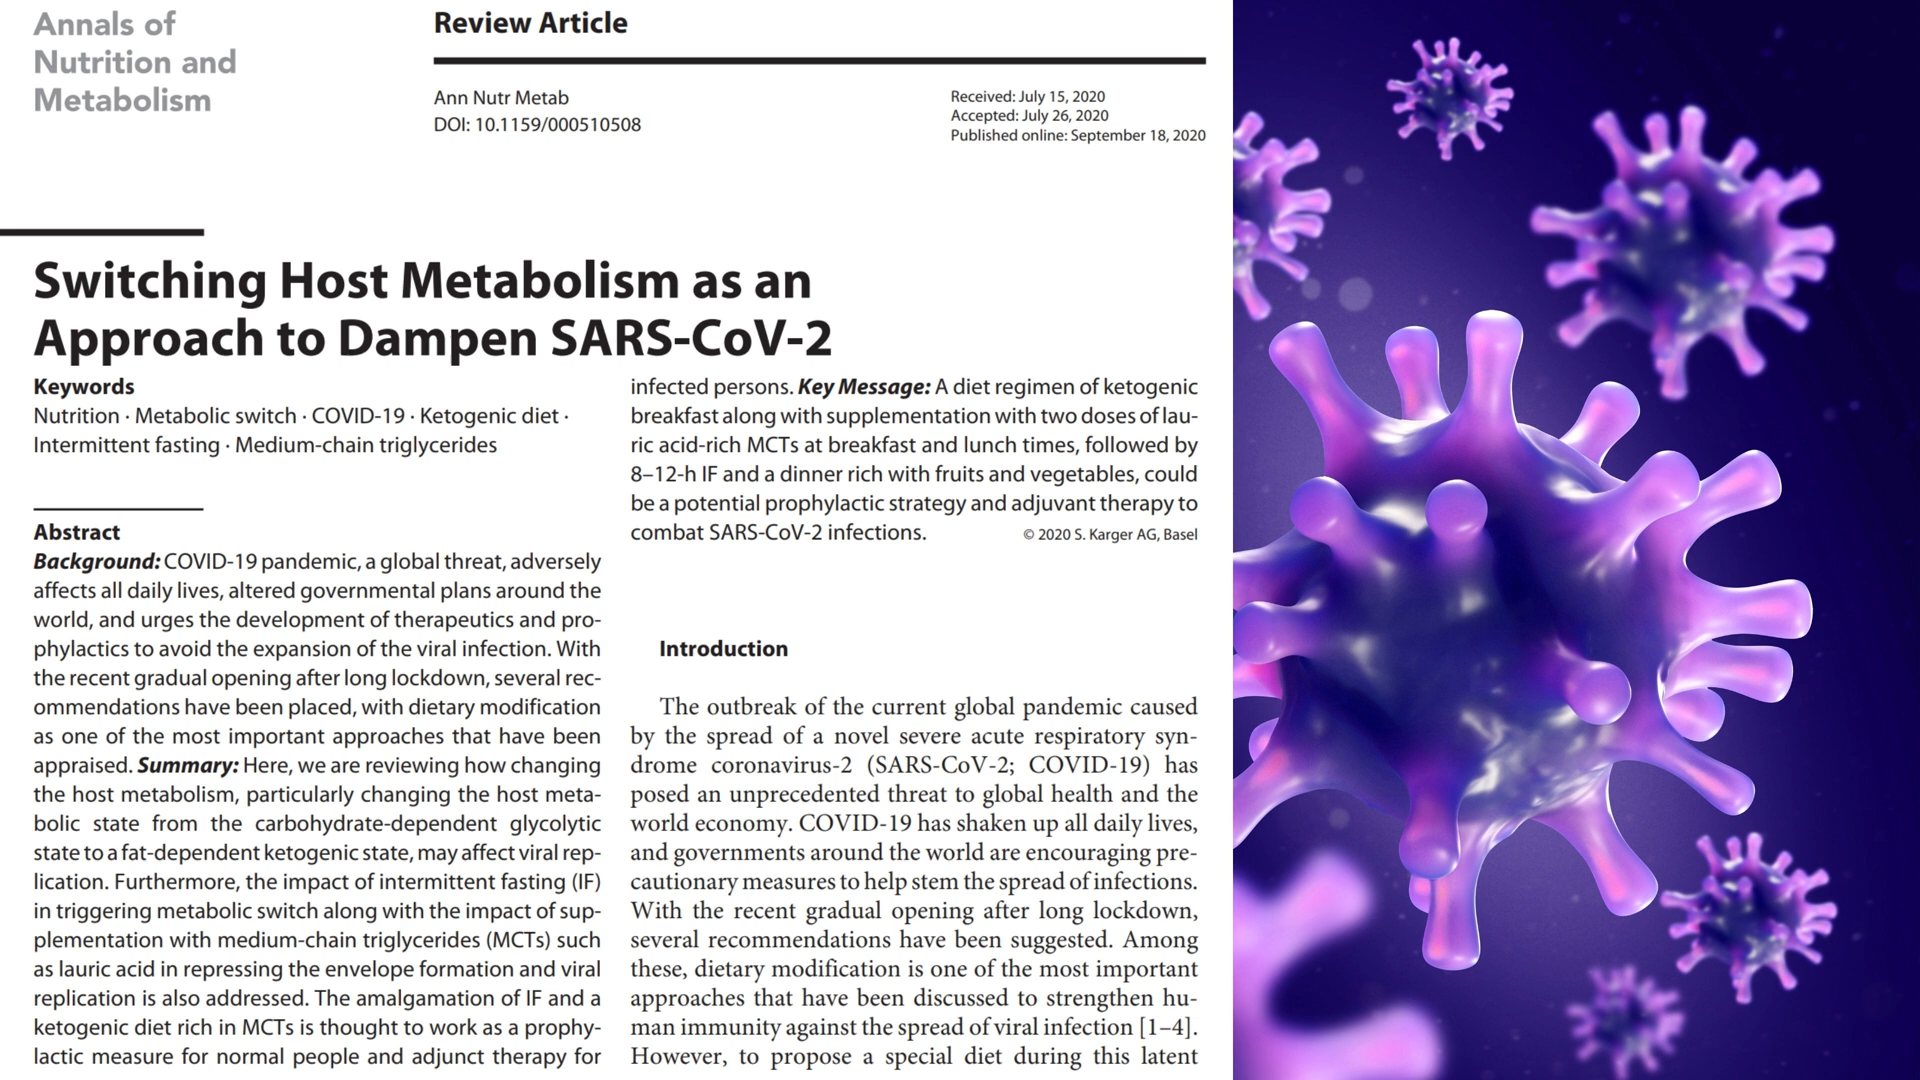 Annals of
Nutrition and
Metabolism
Review Article
Ann Nutr Metab
DOI: 10.1159/000510508
Received: July 15, 2020
Accepted: July 26, 2020
Published online: September 18, 2020
Switching Host Metabolism as an
Approach to Dampen SARS-CoV-2
Keywords
Nutrition · Metabolic switch · COVID-19 · Ketogenic diet ·
Intermittent fasting · Medium-chain triglycerides
Abstract
Background: COVID-19 pandemic, a global threat, adversely
affects all daily lives, altered governmental plans around the
world, and urges the development of therapeutics and pro-
phylactics to avoid the expansion of the viral infection. With
the recent gradual opening after long lockdown, several rec-
ommendations have been placed, with dietary modification
as one of the most important approaches that have been
appraised. Summary: Here, we are reviewing how changing
the host metabolism, particularly changing the host meta-
bolic state from the carbohydrate-dependent glycolytic
state to a fat-dependent ketogenic state, may affect viral rep-
lication. Furthermore, the impact of intermittent fasting (IF)
in triggering metabolic switch along with the impact of sup-
plementation with medium-chain triglycerides (MCTs) such
as lauric acid in repressing the envelope formation and viral
replication is also addressed. The amalgamation of IF and a
ketogenic diet rich in MCTs is thought to work as a prophy-
lactic measure for normal people and adjunct therapy for
infected persons. Key Message: A diet regimen of ketogenic
breakfast along with supplementation with two doses of lau-
ric acid-rich MCTs at breakfast and lunch times, followed by
8–12-h IF and a dinner rich with fruits and vegetables, could
be a potential prophylactic strategy and adjuvant therapy to
combat SARS-CoV-2 infections. © 2020 S. Karger AG, Basel
Introduction
The outbreak of the current global pandemic caused
by the spread of a novel severe acute respiratory syn-
drome coronavirus-2 (SARS-CoV-2; COVID-19) has
posed an unprecedented threat to global health and the
world economy. COVID-19 has shaken up all daily lives,
and governments around the world are encouraging pre-
cautionary measures to help stem the spread of infections.
With the recent gradual opening after long lockdown,
several recommendations have been suggested. Among
these, dietary modification is one of the most important
approaches that have been discussed to strengthen hu-
man immunity against the spread of viral infection [1–4].
However, to propose a special diet during this latent